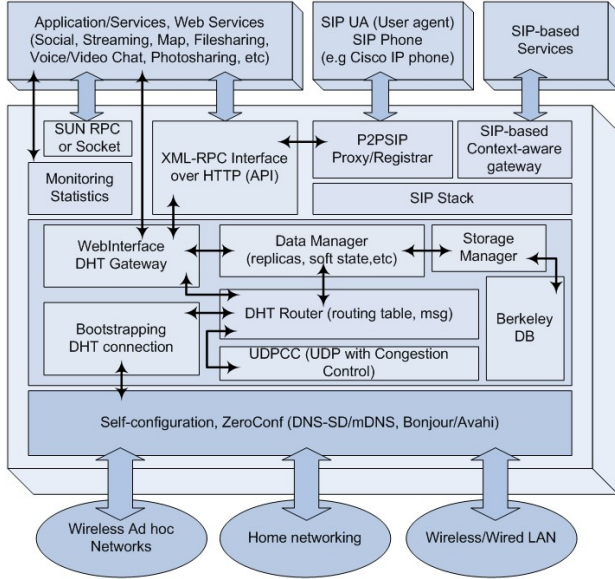 Application/Services, Web Services
(Social, Streaming, Map, Filesharing,
Voice/Video Chat, Photosharing, etc)
SIP UA (User agent)
SIP Phone
(e.g Cisco IP phone)
SIP-based
Services
SUN RPC
or Socket
Monitoring
Statistics
XML-RPC Interface
over HTTP (API)
P2PSIP
Proxy/Registrar
SIP-based
Context-aware
gateway
SIP Stack
WebInterface
DHT Gateway
Data Manager
(replicas, soft state,etc)
Storage
Manager
Bootstrapping
DHT connection
DHT Router (routing table, msg)
UDPCC (UDP with Congestion
Control)
Berkeley
DB
Self-configuration, ZeroConf (DNS-SD/mDNS, Bonjour/Avahi)
Wireless Ad hoc
Networks
Home networking
Wireless/Wired LAN